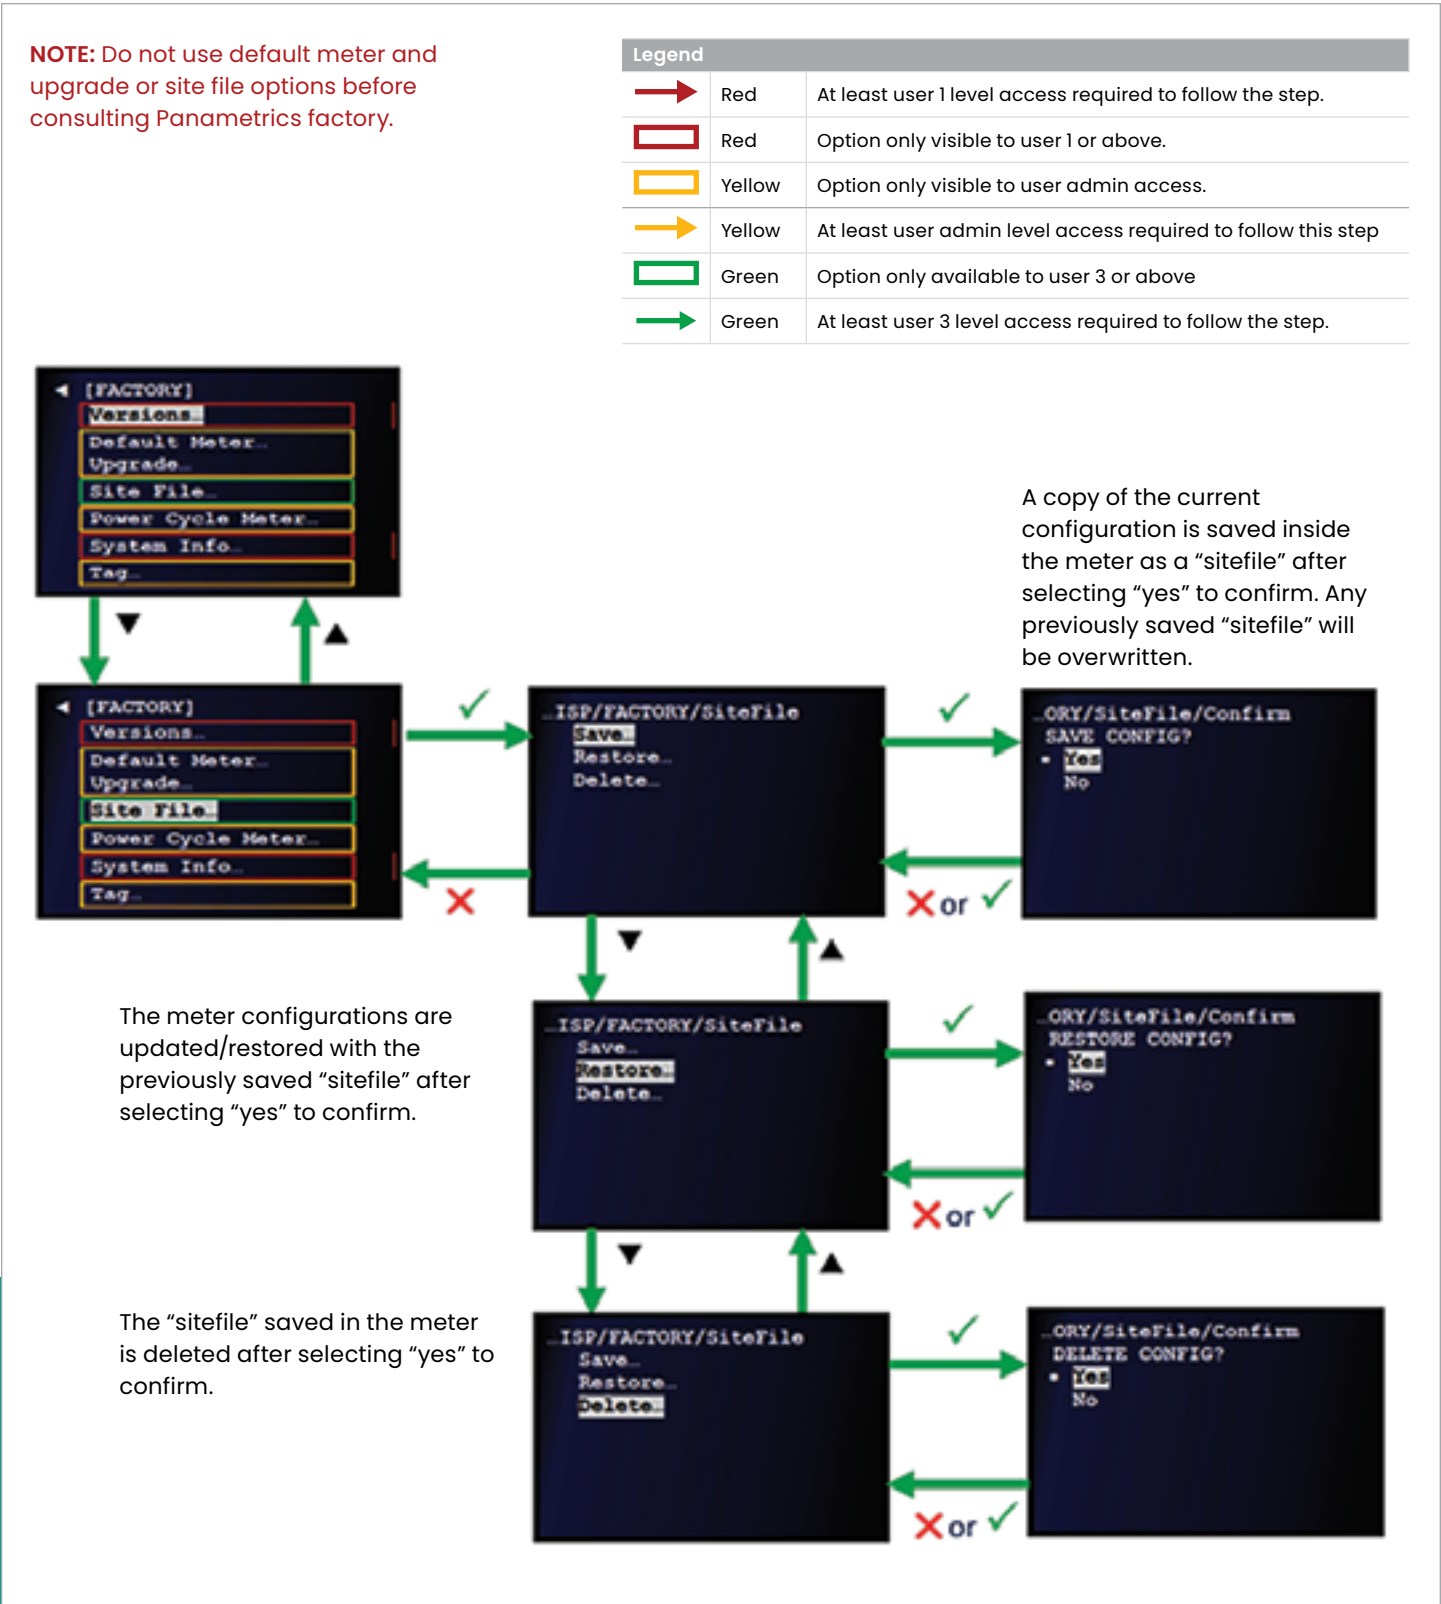 NOTE: Do not use default meter and
upgrade or site file options before
consulting Panametrics factory.
Legend
Red At least user 1 level access required to follow the step.
Red Option only visible to user 1 or above.
Yellow Option only visible to user admin access.
Yellow At least user admin level access required to follow this step
Green Option only available to user 3 or above
Green At least user 3 level access required to follow the step.
[FACTORY]
Versions…
Default Meter…
Upgrade…
Site File…
Power Cycle Meter…
System Info…
Tag…
A copy of the current
configuration is saved inside
the meter as a “sitefile” after
selecting “yes” to confirm. Any
previously saved “sitefile” will
be overwritten.
[FACTORY]
Versions…
Default Meter…
Upgrade…
Site File…
Power Cycle Meter…
System Info…
Tag…
…ISP/FACTORY/SiteFile
Save…
Restore…
Delete…
…ORY/SiteFile/Confirm
SAVE CONFIG?
Yes
No
or
The meter configurations are
updated/restored with the
previously saved “sitefile” after
selecting “yes” to confirm.
…ISP/FACTORY/SiteFile
Save…
Restore…
Delete…
…ORY/SiteFile/Confirm
RESTORE CONFIG?
Yes
No
or
The “sitefile” saved in the meter
is deleted after selecting “yes” to
confirm.
…ISP/FACTORY/SiteFile
Save…
Restore…
Delete…
…ORY/SiteFile/Confirm
DELETE CONFIG?
Yes
No
or